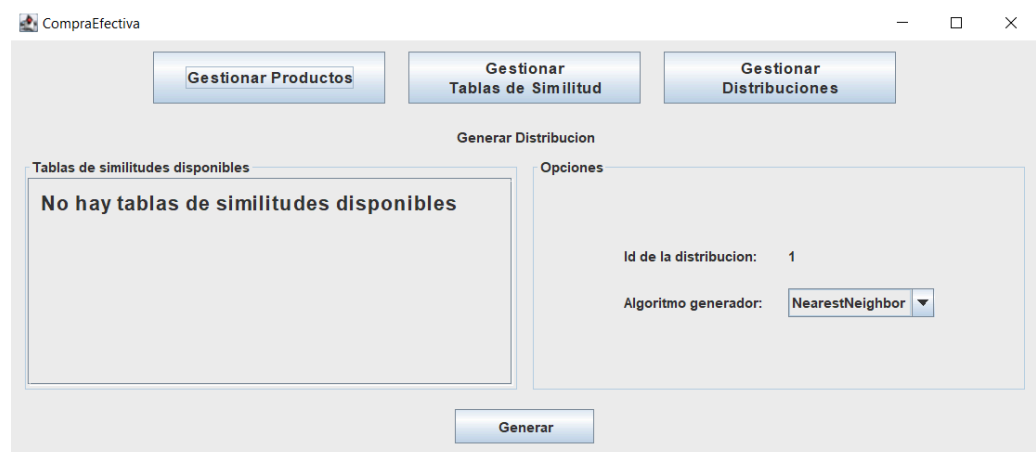 CompraEfectiva
Gestionar Productos
Gestionar
Tablas de Similitud
Gestionar
Distribuciones
Generar Distribucion
Tablas de similitudes disponibles
No hay tablas de similitudes disponibles
Opciones
Id de la distribucion: 1
Algoritmo generador: NearestNeighbor
Generar